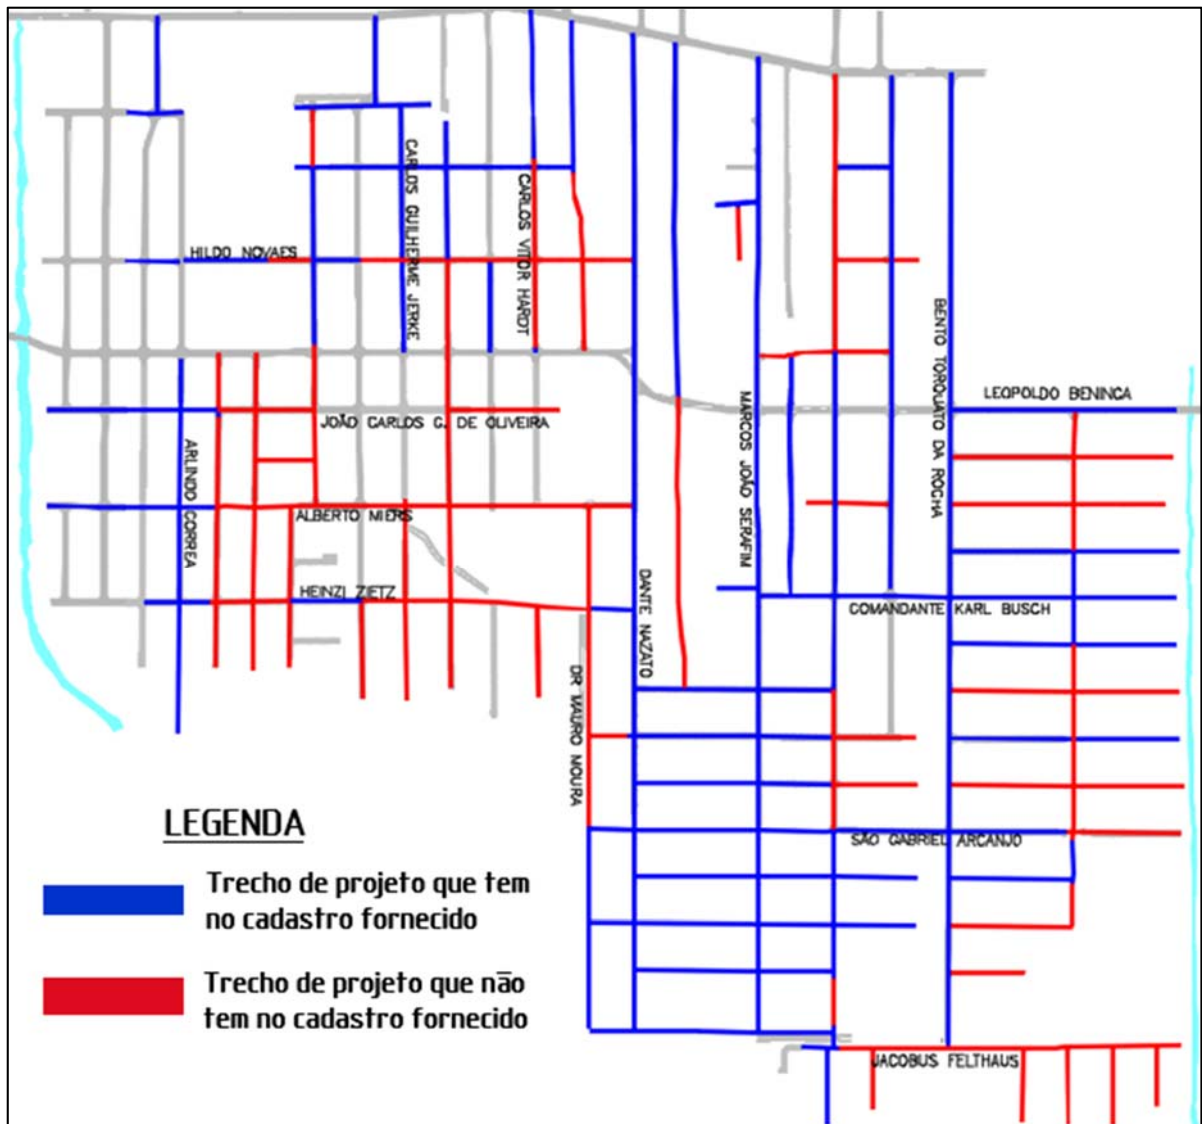 CARLOS GUILHERME JERKE
CARLOS VITOR HARDT
HILDO NOVAES
BENTO TORQUATO DA ROCHA
LEOPOLDO BENINCA
MARCOS JOÃO SERAFIM
JOÃO CARLOS G. DE OLIVEIRA
ARLINDO CORREA
ALBERTO MIERS
HEINZI ZIETZ
DANTE NAZATO
COMANDANTE KARL BUSCH
DR MAURO MOURA
SÃO GABRIEL ARCANJO
JACOBUS FELTHAUS
LEGENDA
Trecho de projeto que tem
no cadastro fornecido
Trecho de projeto que não
tem no cadastro fornecido